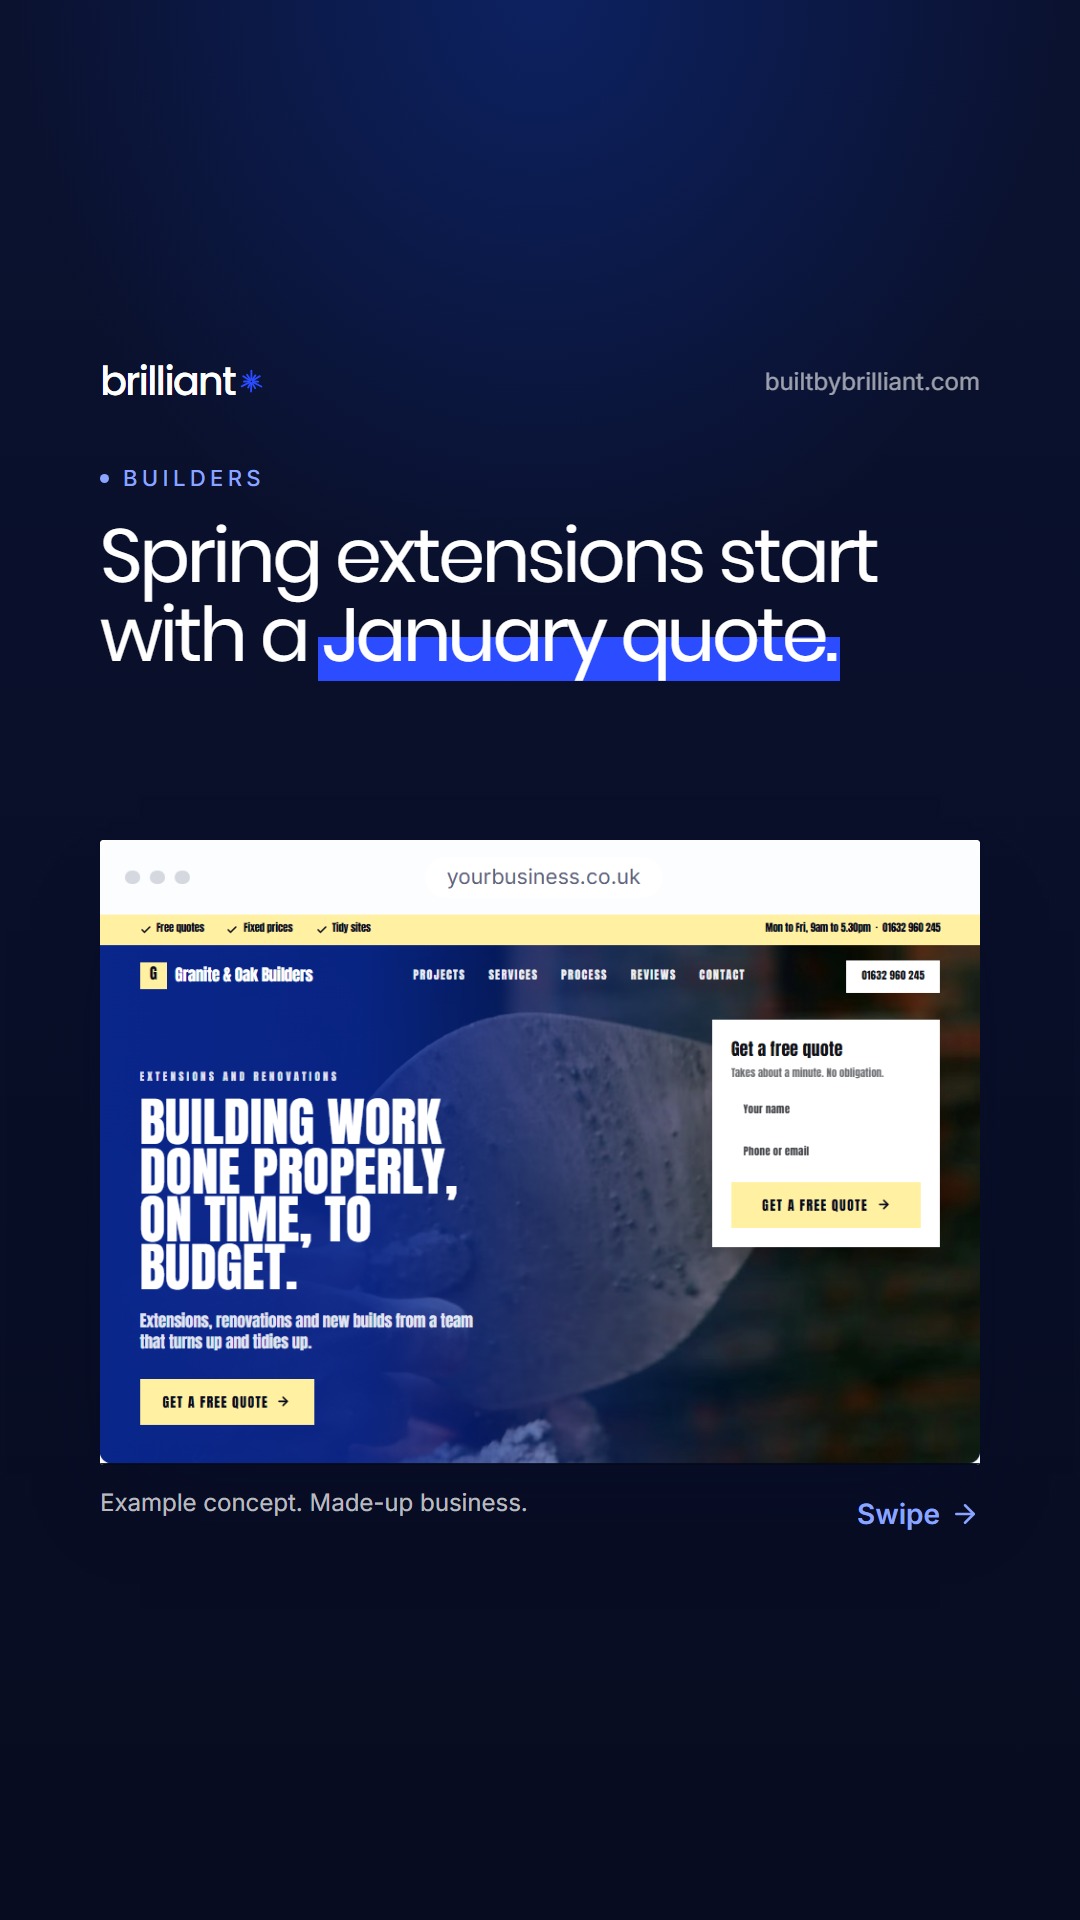 brilliant
builtbybrilliant.com
BUILDERS
Spring extensions start
with a January quote.
yourbusiness.co.uk
Free quotes Fixed prices Tidy sites
Mon to Fri, 9am to 5.30pm · 01632 960 245
G Granite & Oak Builders
PROJECTS SERVICES PROCESS REVIEWS CONTACT
01632 960 245
EXTENSIONS AND RENOVATIONS
BUILDING WORK
DONE PROPERLY,
ON TIME, TO
BUDGET.
Extensions, renovations and new builds from a team
that turns up and tidies up.
GET A FREE QUOTE →
Get a free quote
Takes about a minute. No obligation.
Your name
Phone or email
GET A FREE QUOTE →
Example concept. Made-up business.
Swipe →